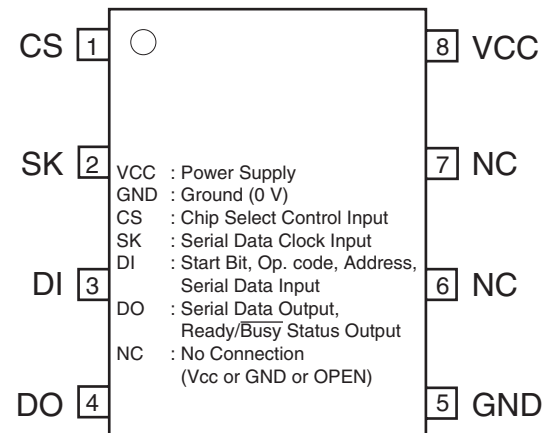 CS 1 8 VCC
SK 2 7 NC
VCC : Power Supply
GND : Ground (0 V)
CS : Chip Select Control Input
SK : Serial Data Clock Input
DI : Start Bit, Op. code, Address,
Serial Data Input
DI 3 6 NC
DO : Serial Data Output,
Ready/Busy Status Output
NC : No Connection
(Vcc or GND or OPEN)
DO 4 5 GND